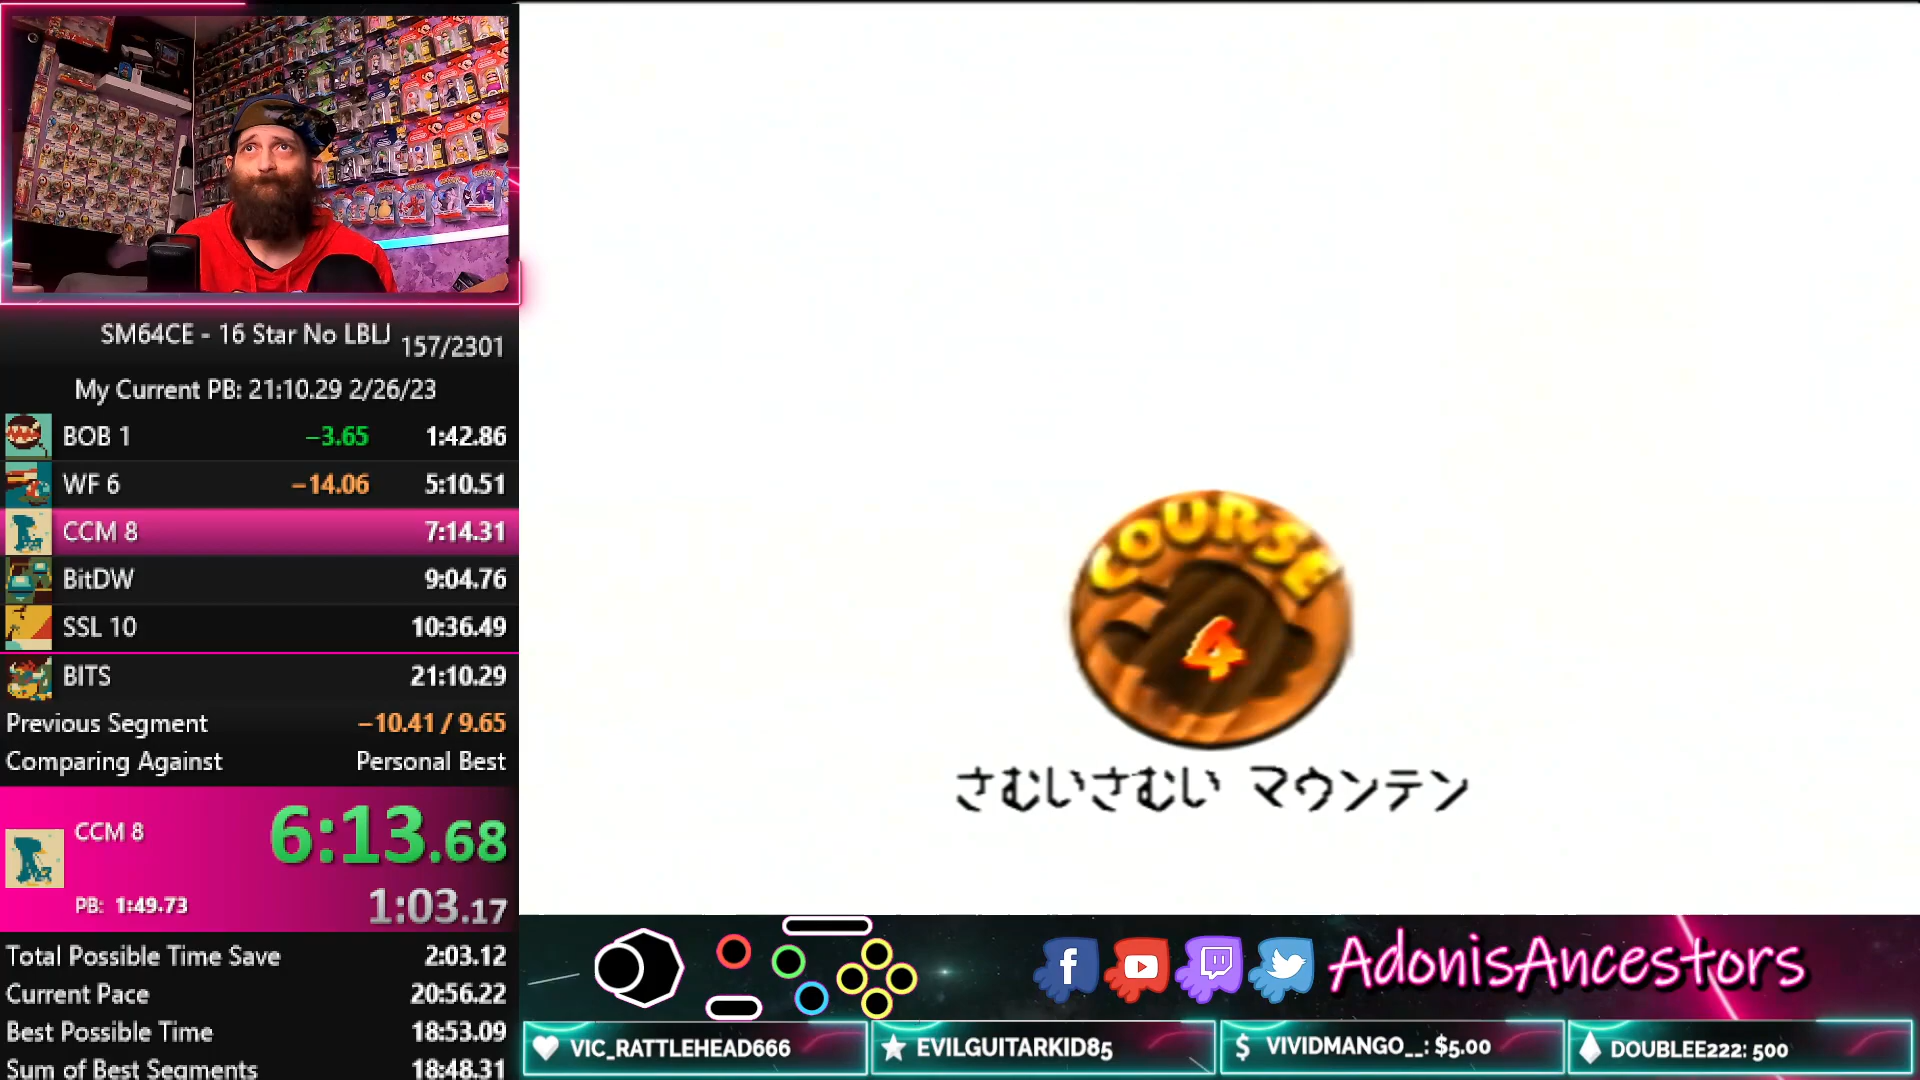 SM64CE - 16 Star No LBLJ 157/2301
My Current PB: 21:10.29 2/26/23
BOB 1 −3.65 1:42.86
WF 6 −14.06 5:10.51
CCM 8 7:14.31
BitDW 9:04.76
SSL 10 10:36.49
BITS 21:10.29
Previous Segment −10.41 / 9.65
Comparing Against Personal Best
CCM 8 6:13.68
PB: 1:49.73 1:03.17
Total Possible Time Save 2:03.12
Current Pace 20:56.22
Best Possible Time 18:53.09
Sum of Best Segments 18:48.31
COURSE
4
さむいさむい マウンテン
AdonisAncestors
VIC_RATTLEHEAD666
EVILGUITARKID85
$ VIVIDMANGO__: $5.00
DOUBLEE222: 500